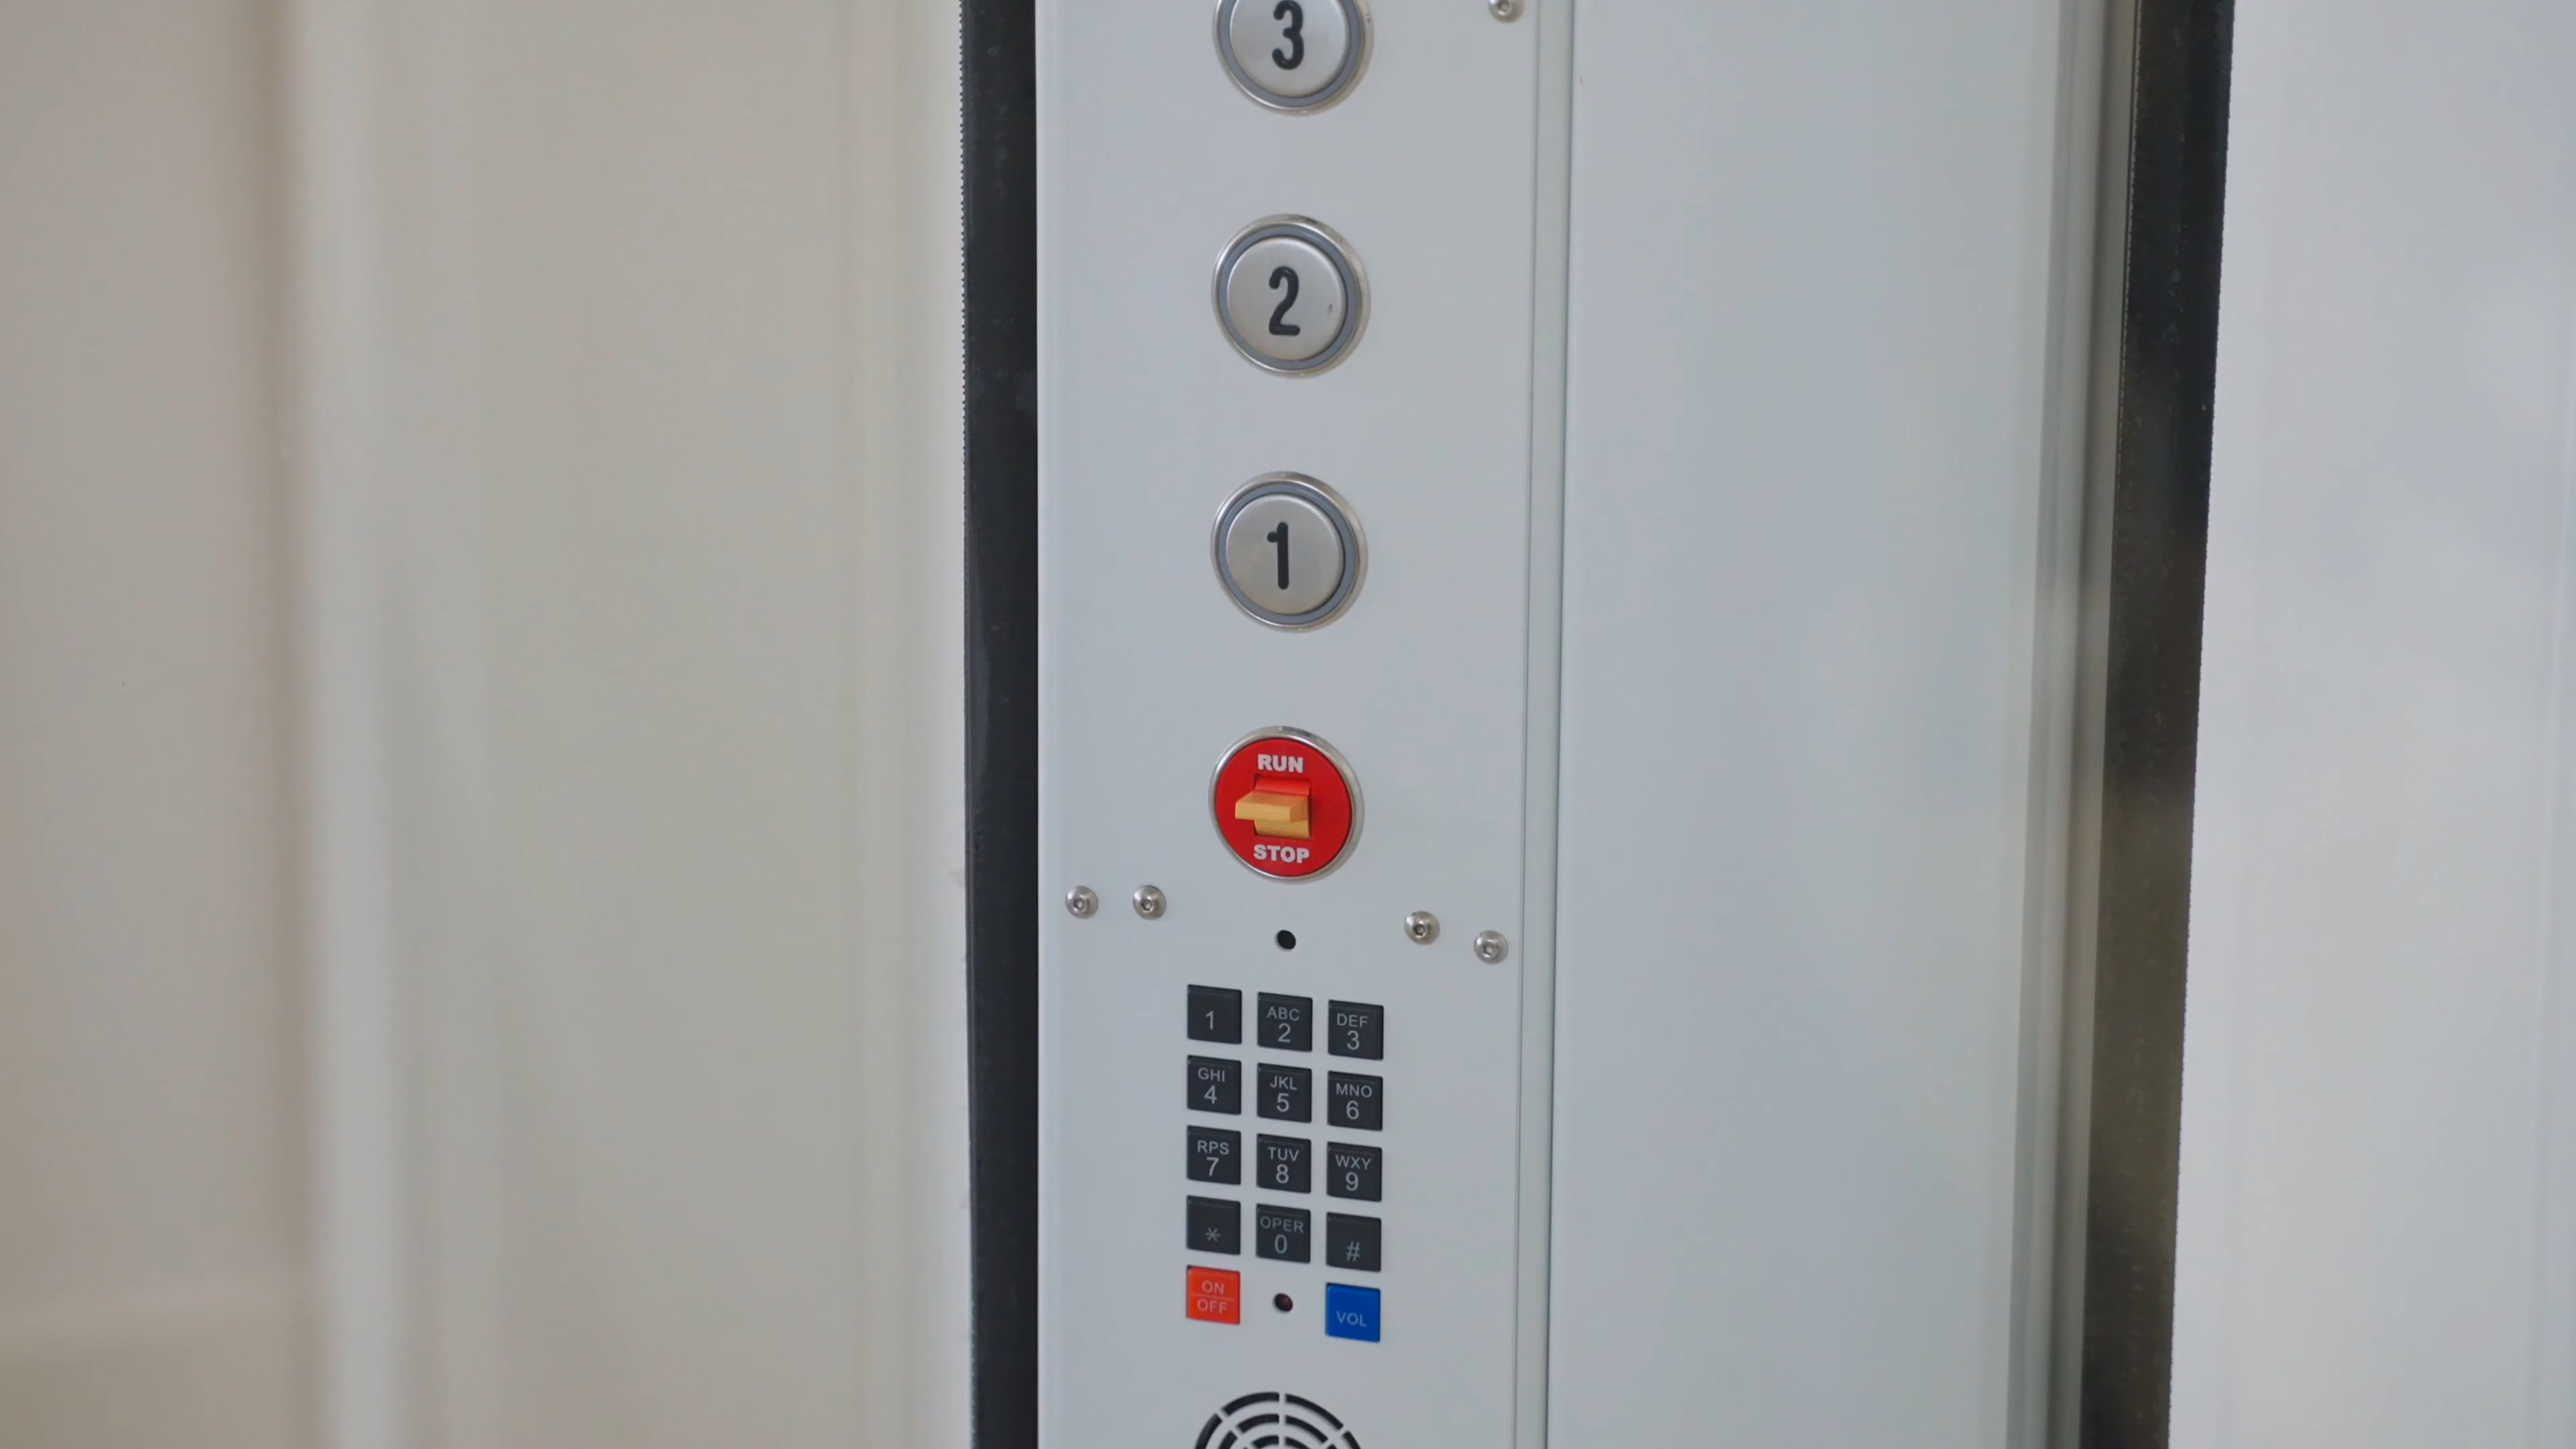 3
2
1
RUN
STOP
1
ABC
2
DEF
3
GHI
4
JKL
5
MNO
6
RPS
7
TUV
8
WXY
9
*
OPER
0
#
ON
OFF
VOL